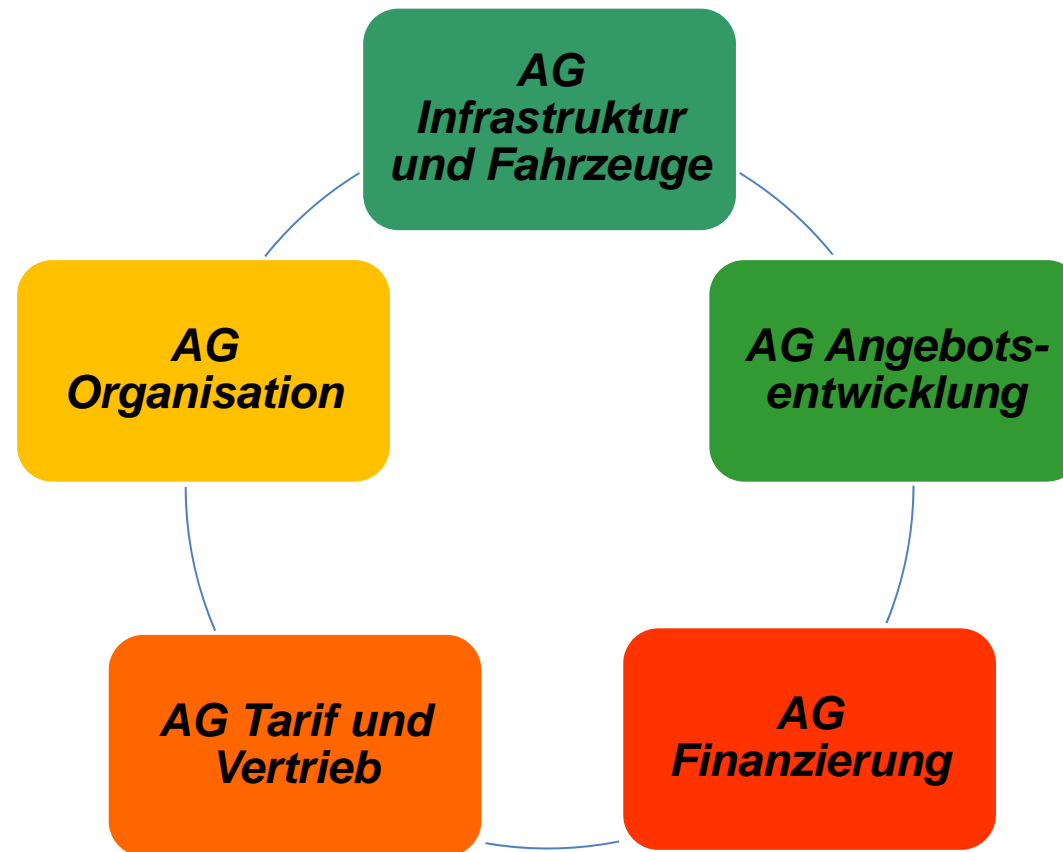 AG
Infrastruktur
und Fahrzeuge
AG
Organisation
AG Angebots-
entwicklung
AG Tarif und
Vertrieb
AG
Finanzierung